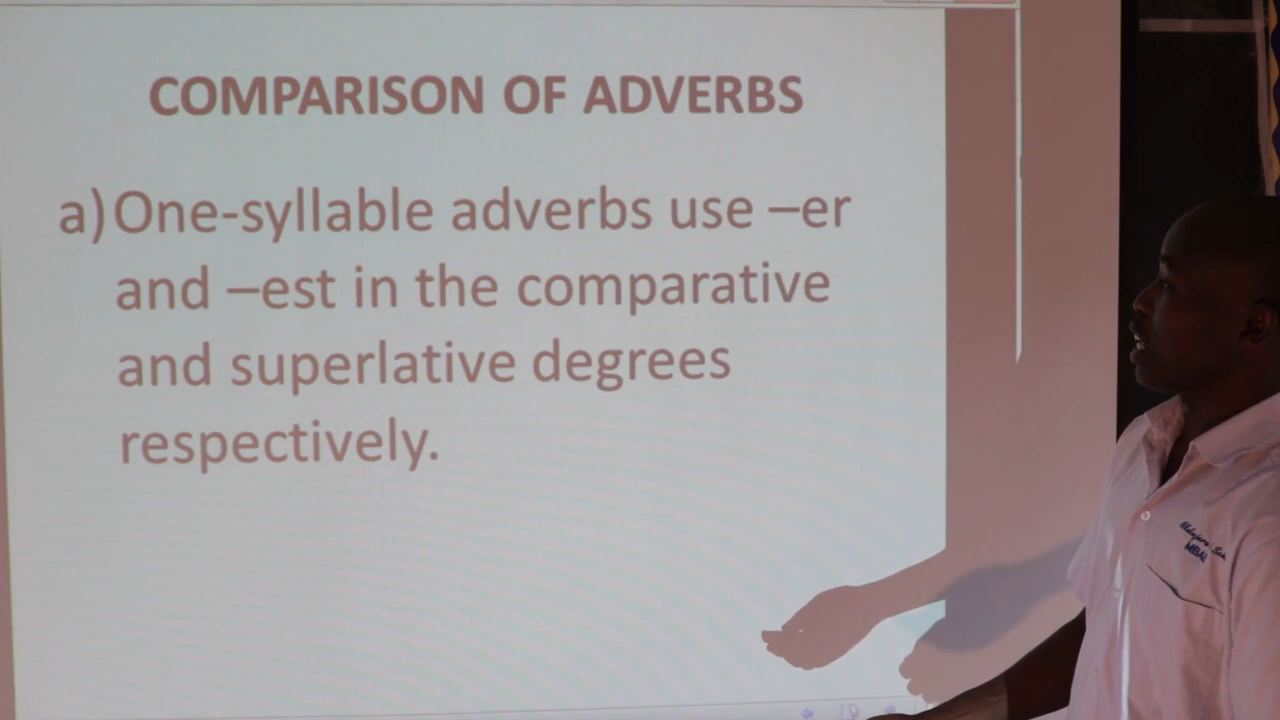 COMPARISON OF ADVERBS
a) One-syllable adverbs use –er
and –est in the comparative
and superlative degrees
respectively.